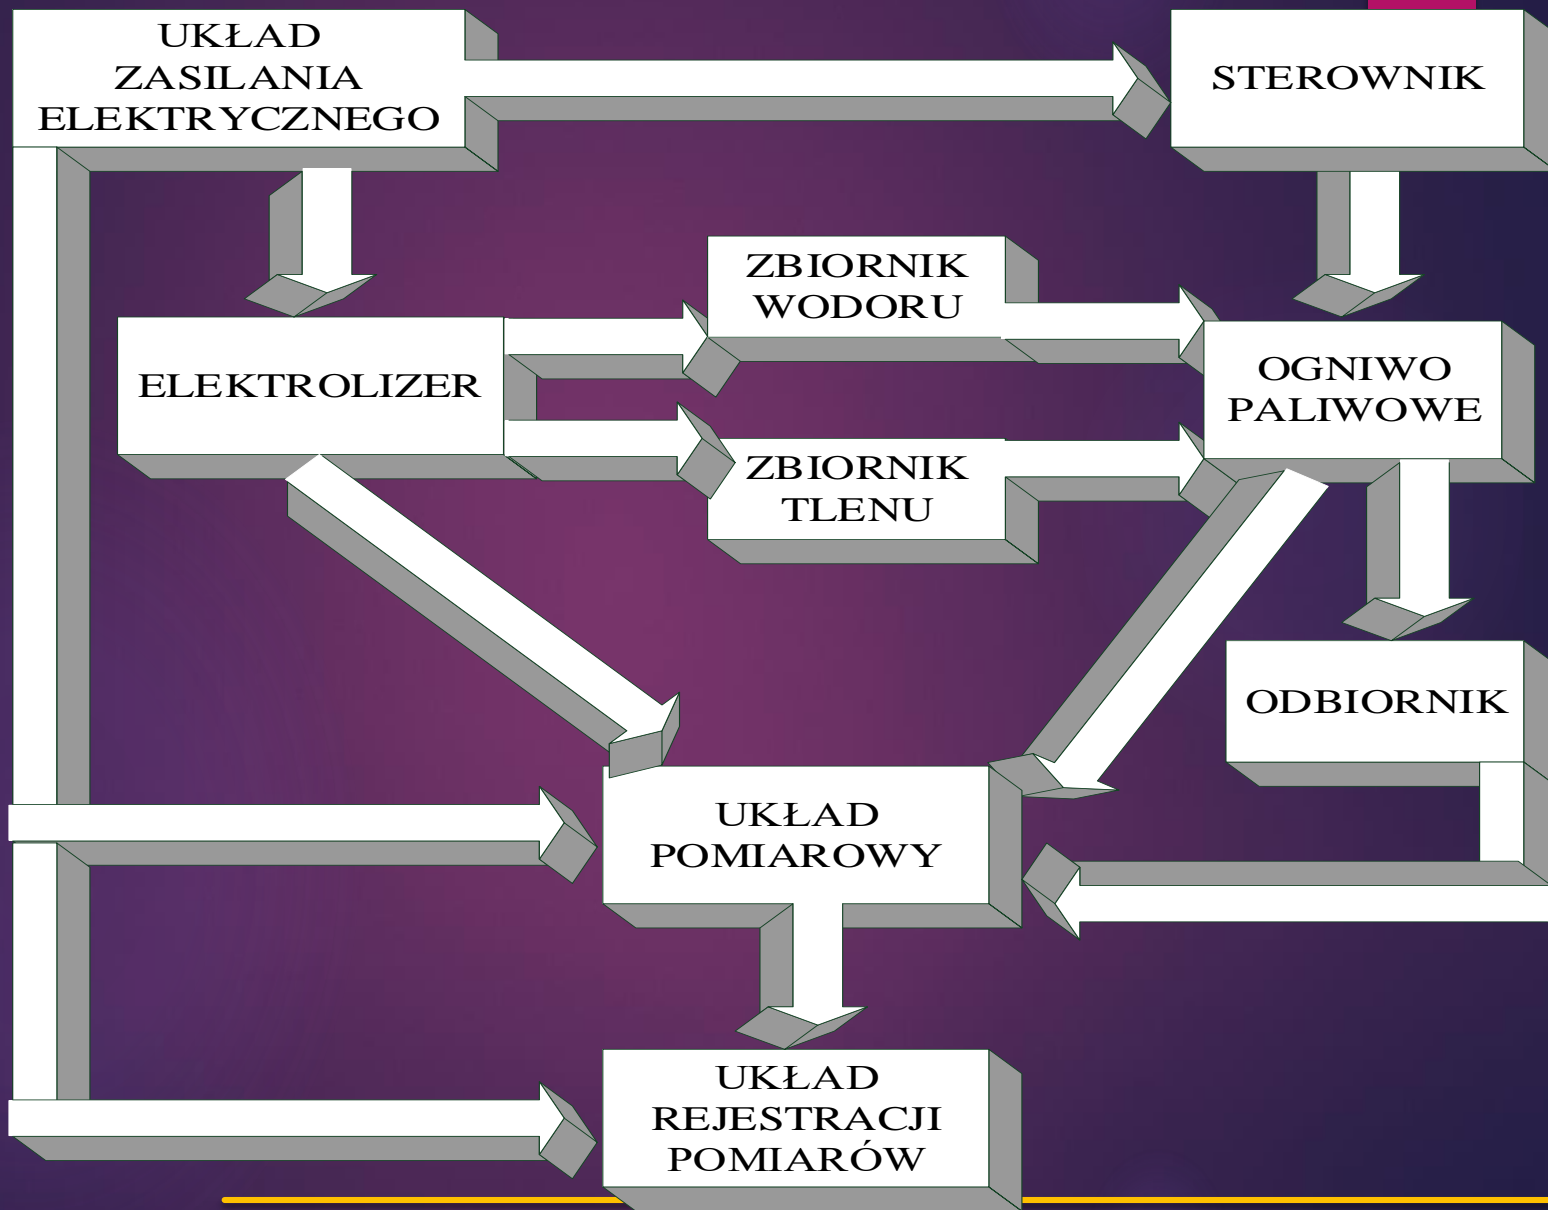 UKŁAD
ZASILANIA
ELEKTRYCZNEGO
STEROWNIK
ZBIORNIK
WODORU
ELEKTROLIZER
OGNIWO
PALIWOWE
ZBIORNIK
TLENU
ODBIORNIK
UKŁAD
POMIAROWY
UKŁAD
REJESTRACJI
POMIARÓW